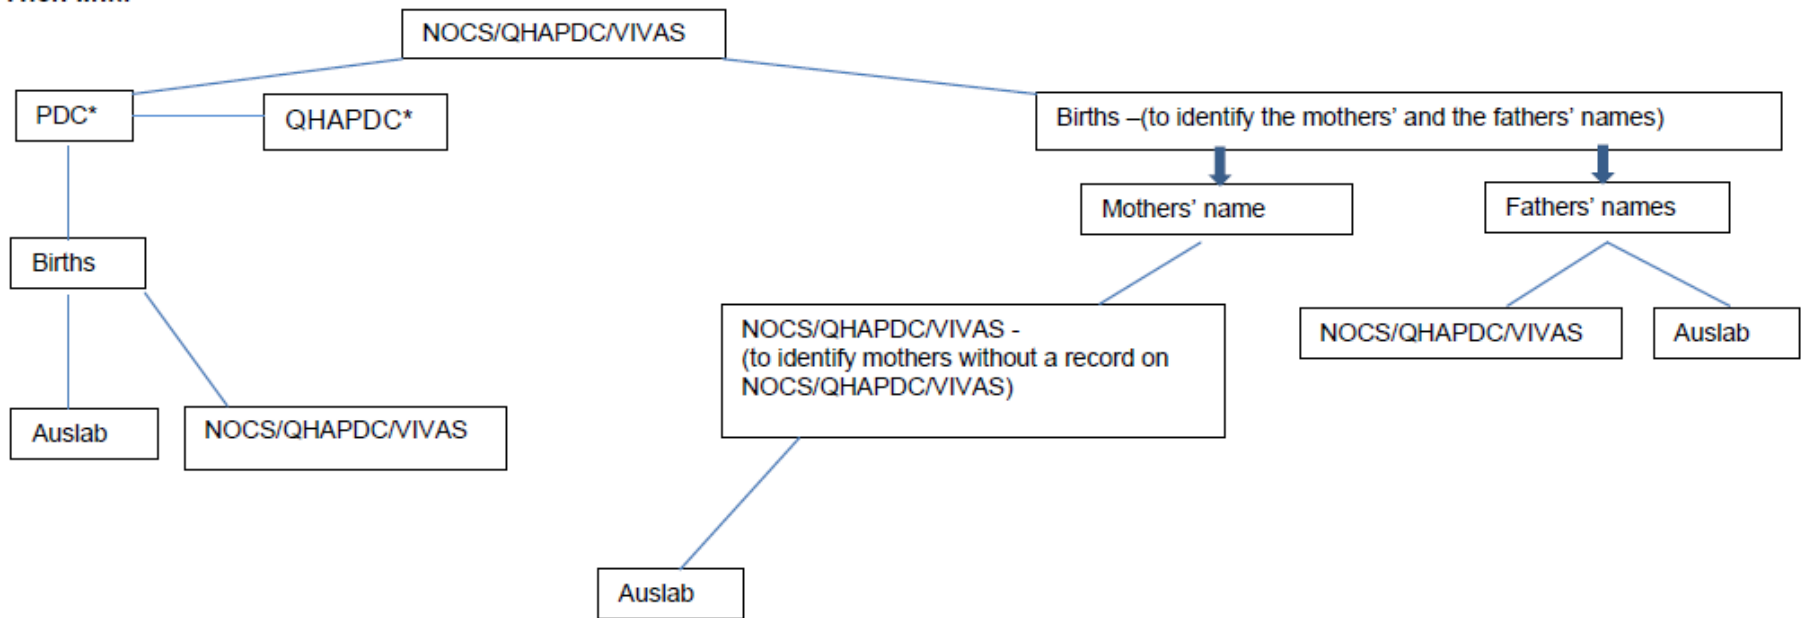 NOCS/QHAPDC/VIVAS
PDC*
QHAPDC*
Births –(to identify the mothers’ and the fathers’ names)
Mothers’ name
Fathers’ names
Births
NOCS/QHAPDC/VIVAS -
(to identify mothers without a record on
NOCS/QHAPDC/VIVAS)
NOCS/QHAPDC/VIVAS
Auslab
Auslab
NOCS/QHAPDC/VIVAS
Auslab